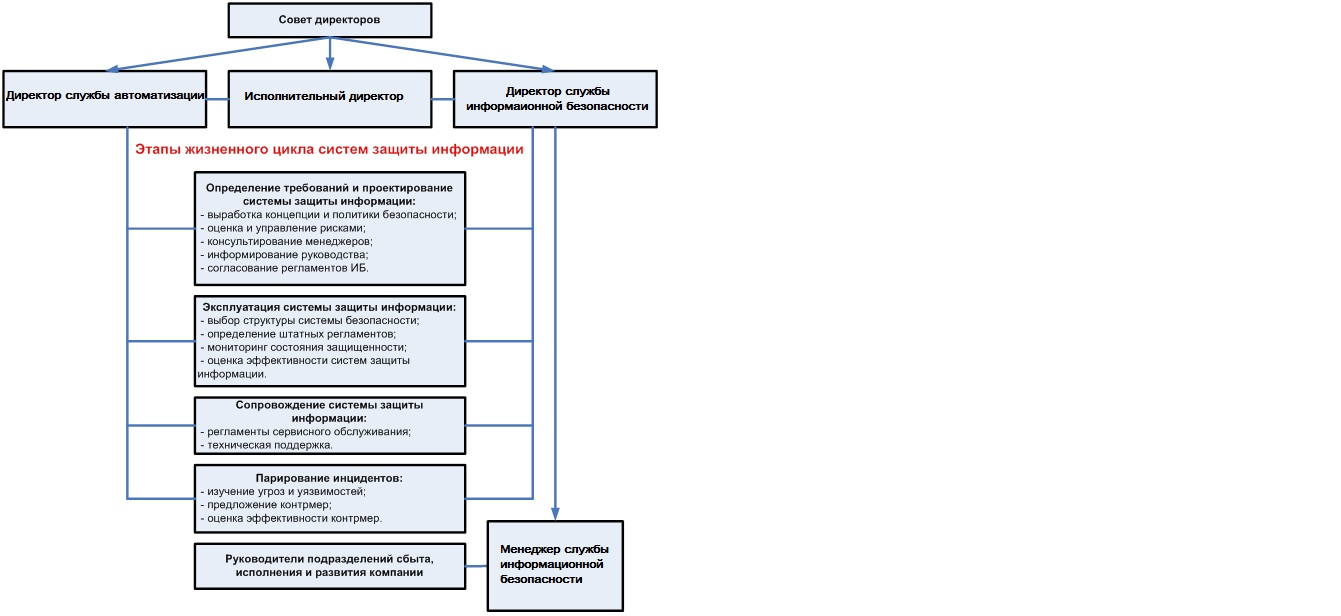 Совет директоров
Директор службы автоматизации
Исполнительный директор
Директор службы
информаионной безопасности
Этапы жизненного цикла систем защиты информации
Определение требований и проектирование
системы защиты информации:
- выработка концепции и политики безопасности;
- оценка и управление рисками;
- консультирование менеджеров;
- информирование руководства;
- согласование регламентов ИБ.
Эксплуатация системы защиты информации:
- выбор структуры системы безопасности;
- определение штатных регламентов;
- мониторинг состояния защищенности;
- оценка эффективности систем защиты
информации.
Сопровождение системы защиты
информации:
- регламенты сервисного обслуживания;
- техническая поддержка.
Парирование инцидентов:
- изучение угроз и уязвимостей;
- предложение контрмер;
- оценка эффективности контрмер.
Руководители подразделений сбыта,
исполнения и развития компании
Менеджер службы
информационной
безопасности